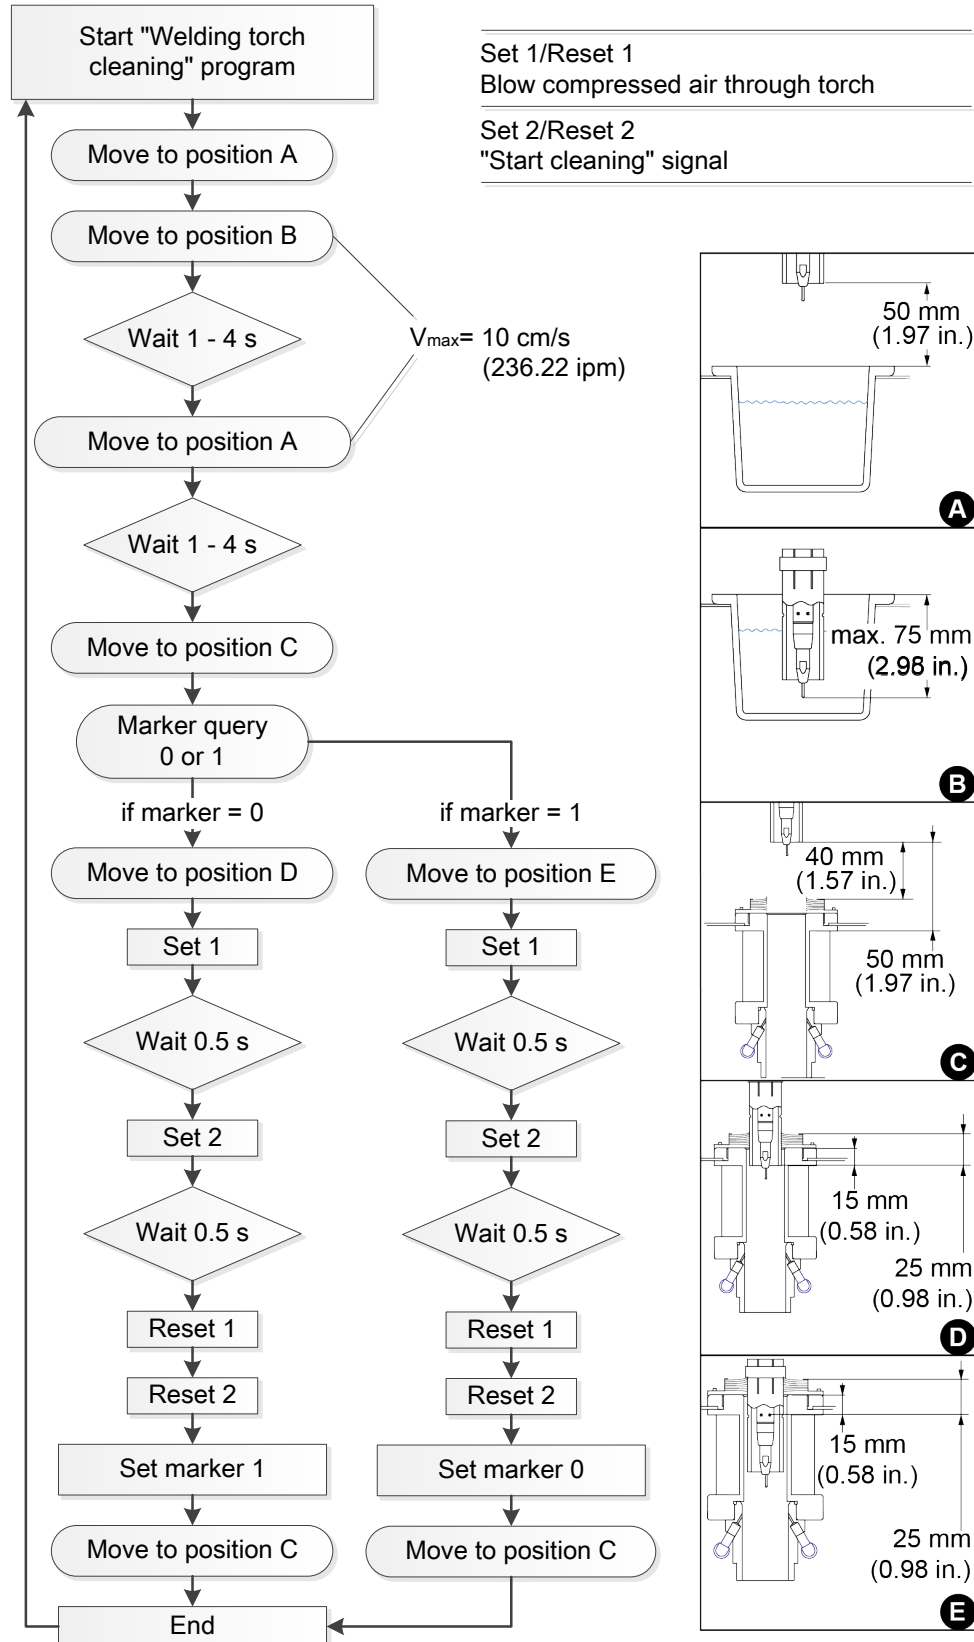 Start "Welding torch
cleaning" program
Set 1/Reset 1
Blow compressed air through torch
Set 2/Reset 2
"Start cleaning" signal
Move to position A
Move to position B
Wait 1 - 4 s
Vmax= 10 cm/s
(236.22 ipm)
Move to position A
Wait 1 - 4 s
Move to position C
Marker query
0 or 1
if marker = 0
Move to position D
Set 1
Wait 0.5 s
Set 2
Wait 0.5 s
Reset 1
Reset 2
Set marker 1
Move to position C
if marker = 1
Move to position E
Set 1
Wait 0.5 s
Set 2
Wait 0.5 s
Reset 1
Reset 2
Set marker 0
Move to position C
End
50 mm
(1.97 in.)
A
max. 75 mm
(2.98 in.)
B
40 mm
(1.57 in.)
50 mm
(1.97 in.)
C
15 mm
(0.58 in.)
25 mm
(0.98 in.)
D
15 mm
(0.58 in.)
25 mm
(0.98 in.)
E